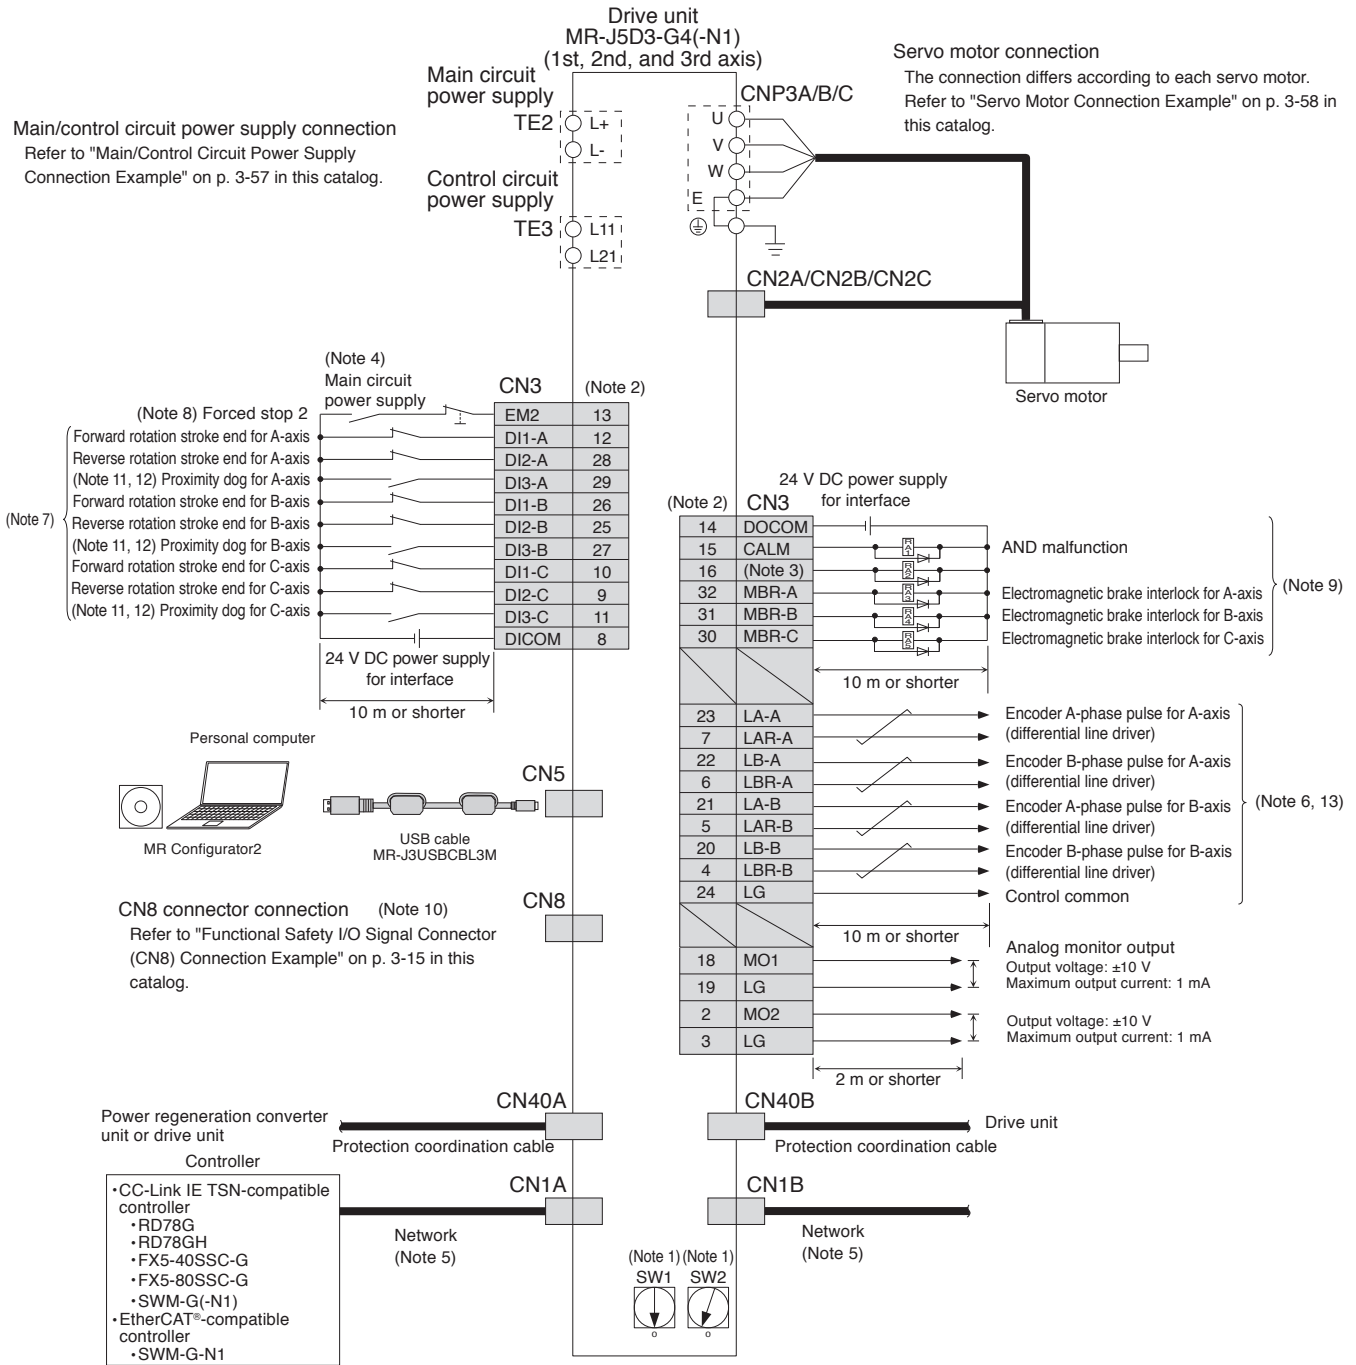 Drive unit
MR-J5D3-G4(-N1)
(1st, 2nd, and 3rd axis)
Main circuit
power supply
TE2
L+
L-
Control circuit
power supply
TE3
L11
L21
Main/control circuit power supply connection
Refer to "Main/Control Circuit Power Supply
Connection Example" on p. 3-57 in this catalog.
CNP3A/B/C
U
V
W
E
Servo motor connection
The connection differs according to each servo motor.
Refer to "Servo Motor Connection Example" on p. 3-58 in
this catalog.
CN2A/CN2B/CN2C
Servo motor
(Note 4)
Main circuit
power supply
CN3
(Note 2)
(Note 8) Forced stop 2
EM2 13
(Note 7)
Forward rotation stroke end for A-axis
DI1-A 12
Reverse rotation stroke end for A-axis
DI2-A 28
(Note 11, 12) Proximity dog for A-axis
DI3-A 29
Forward rotation stroke end for B-axis
DI1-B 26
Reverse rotation stroke end for B-axis
DI2-B 25
(Note 11, 12) Proximity dog for B-axis
DI3-B 27
Forward rotation stroke end for C-axis
DI1-C 10
Reverse rotation stroke end for C-axis
DI2-C 9
(Note 11, 12) Proximity dog for C-axis
DI3-C 11
DICOM 8
24 V DC power supply
for interface
10 m or shorter
24 V DC power supply
for interface
(Note 2)
CN3
14 DOCOM
15 CALM
RA1
AND malfunction
16 (Note 3)
RA2
32 MBR-A
RA3
Electromagnetic brake interlock for A-axis
31 MBR-B
RA4
Electromagnetic brake interlock for B-axis
30 MBR-C
RA5
Electromagnetic brake interlock for C-axis
(Note 9)
10 m or shorter
23 LA-A
7 LAR-A
Encoder A-phase pulse for A-axis
(differential line driver)
22 LB-A
6 LBR-A
Encoder B-phase pulse for A-axis
(differential line driver)
21 LA-B
5 LAR-B
Encoder A-phase pulse for B-axis
(differential line driver)
20 LB-B
4 LBR-B
Encoder B-phase pulse for B-axis
(differential line driver)
24 LG
Control common
(Note 6, 13)
10 m or shorter
18 MO1
19 LG
Analog monitor output
Output voltage: ±10 V
Maximum output current: 1 mA
2 MO2
3 LG
Output voltage: ±10 V
Maximum output current: 1 mA
2 m or shorter
Personal computer
MR Configurator2
USB cable
MR-J3USBCBL3M
CN5
CN8 connector connection (Note 10)
Refer to "Functional Safety I/O Signal Connector
(CN8) Connection Example" on p. 3-15 in this
catalog.
CN8
Power regeneration converter
unit or drive unit
Protection coordination cable
CN40A
CN40B
Protection coordination cable
Drive unit
Controller
•CC-Link IE TSN-compatible
controller
•RD78G
•RD78GH
•FX5-40SSC-G
•FX5-80SSC-G
•SWM-G(-N1)
•EtherCAT®-compatible
controller
•SWM-G-N1
CN1A
Network
(Note 5)
CN1B
Network
(Note 5)
(Note 1) (Note 1)
SW1 SW2
0 0